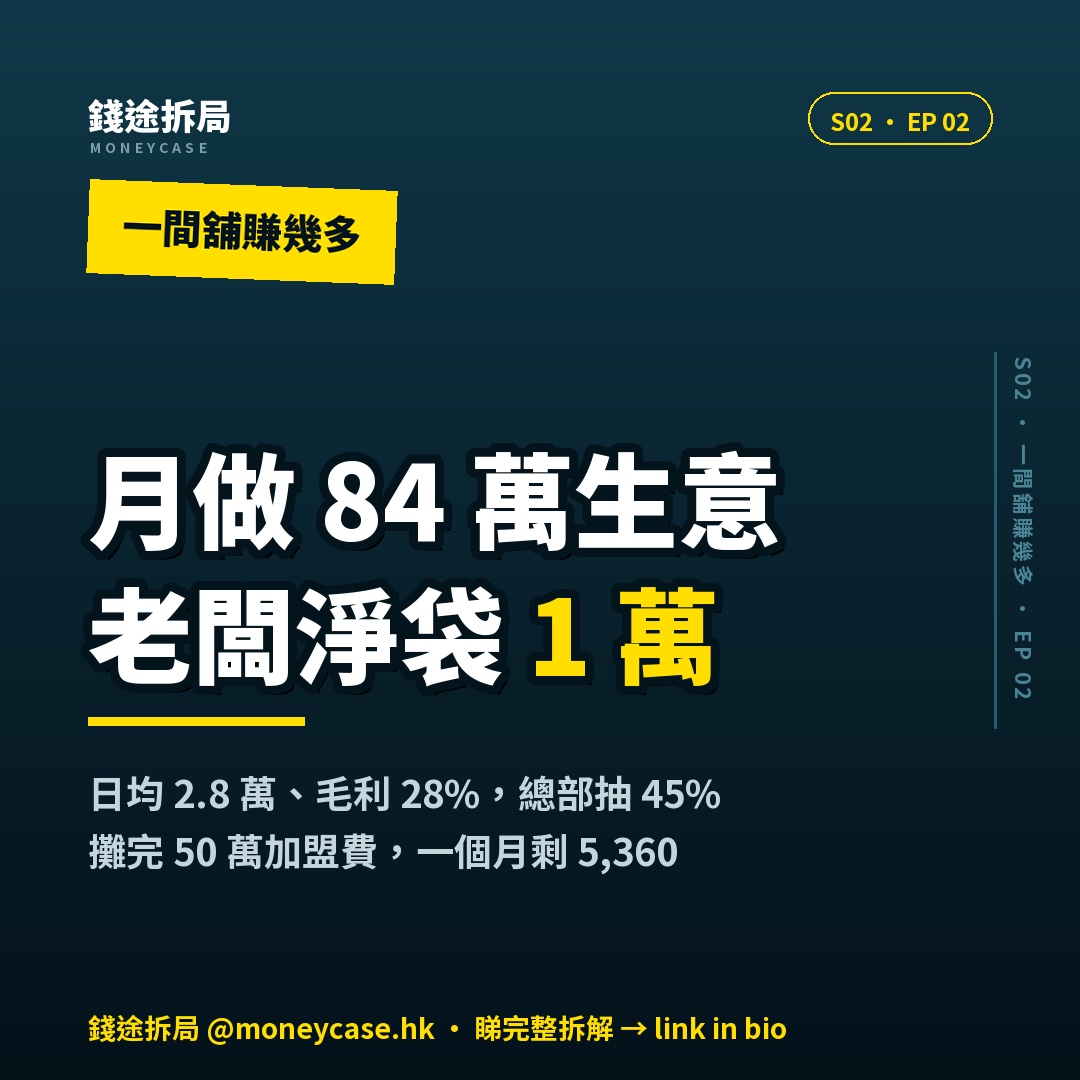 錢途拆局
MONEYCASE
S02 • EP 02
一間舖賺幾多
月做 84 萬生意
老闆淨袋 1 萬
日均 2.8 萬、毛利 28%，總部抽 45%
攤完 50 萬加盟費，一個月剩 5,360
S02 • 一間舖賺幾多 • EP 02
錢途拆局 @moneycase.hk • 睇完整拆解 → link in bio